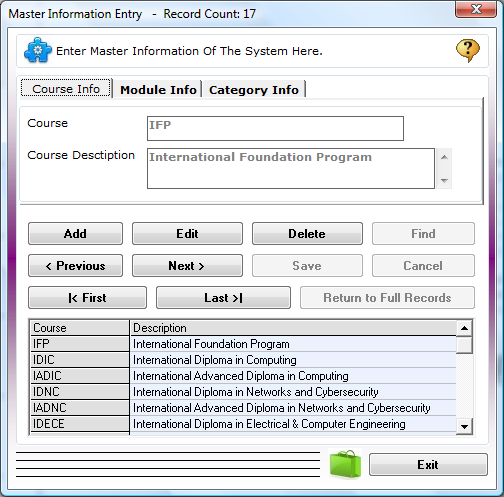 Master Information Entry - Record Count: 17
Enter Master Information Of The System Here.
Course Info Module Info Category Info
Course IFP
Course Desctiption International Foundation Program
Add Edit Delete Find
< Previous Next > Save Cancel
|< First Last >| Return to Full Records
Course Description
IFP International Foundation Program
IDIC International Diploma in Computing
IADIC International Advanced Diploma in Computing
IDNC International Diploma in Networks and Cybersecurity
IADNC International Advanced Diploma in Networks and Cybersecurity
IDECE International Diploma in Electrical & Computer Engineering
Exit